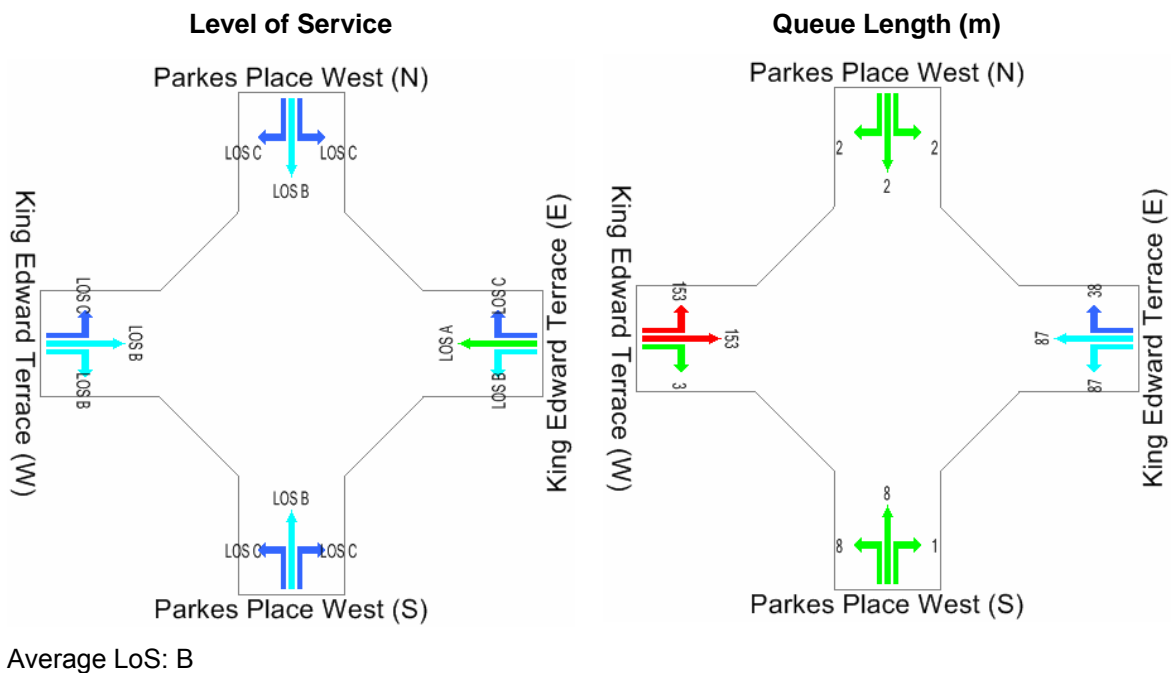 Level of Service
Parkes Place West (N)
LOS C
LOS C
LOS B
King Edward Terrace (W)
LOS C
LOS B
LOS B
LOS C
LOS A
LOS B
King Edward Terrace (E)
LOS B
LOS C
LOS C
Parkes Place West (S)
Queue Length (m)
Parkes Place West (N)
2
2
2
King Edward Terrace (W)
153
153
3
38
87
87
King Edward Terrace (E)
8
8
1
Parkes Place West (S)
Average LoS: B